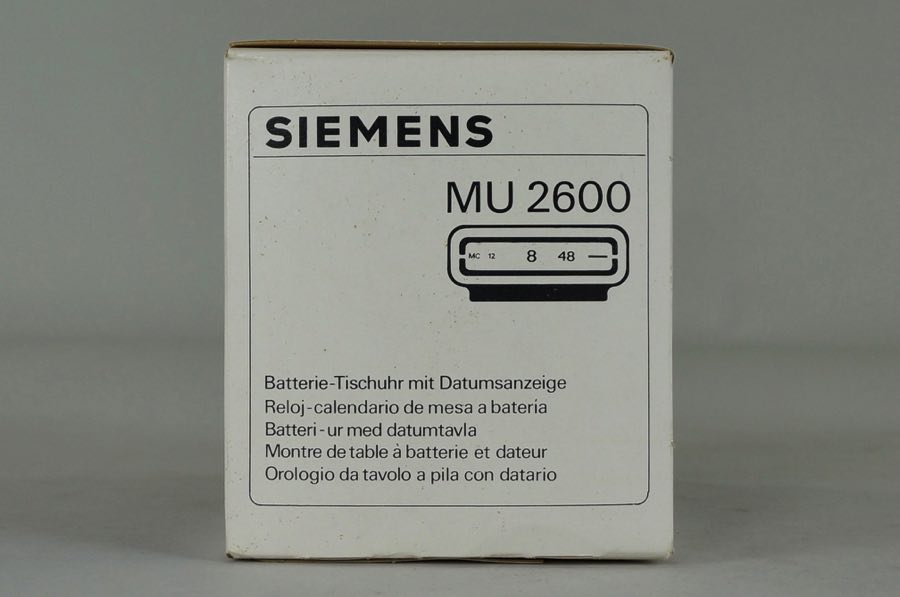 SIEMENS
MU 2600
MC 12 8 48
Batterie-Tischuhr mit Datumsanzeige
Reloj-calendario de mesa a batería
Batteri-ur med datumtavla
Montre de table à batterie et dateur
Orologio da tavolo a pila con datario